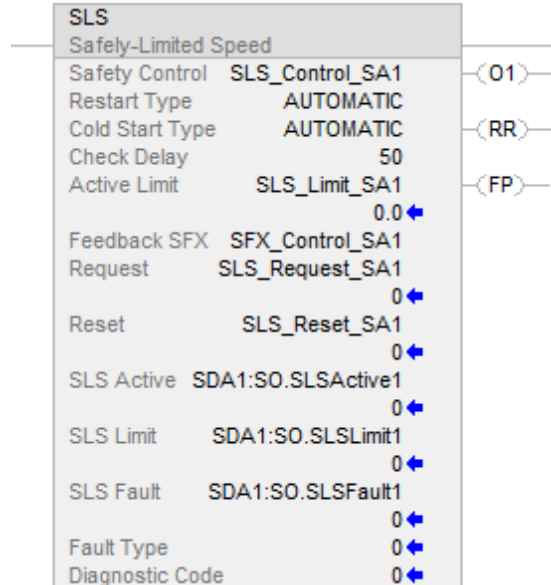 SLS
Safely-Limited Speed
Safety Control SLS_Control_SA1 O1
Restart Type AUTOMATIC
Cold Start Type AUTOMATIC RR
Check Delay 50
Active Limit SLS_Limit_SA1 FP
0.0
Feedback SFX SFX_Control_SA1
Request SLS_Request_SA1
0
Reset SLS_Reset_SA1
0
SLS Active SDA1:SO.SLSActive1
0
SLS Limit SDA1:SO.SLSLimit1
0
SLS Fault SDA1:SO.SLSFault1
0
Fault Type 0
Diagnostic Code 0